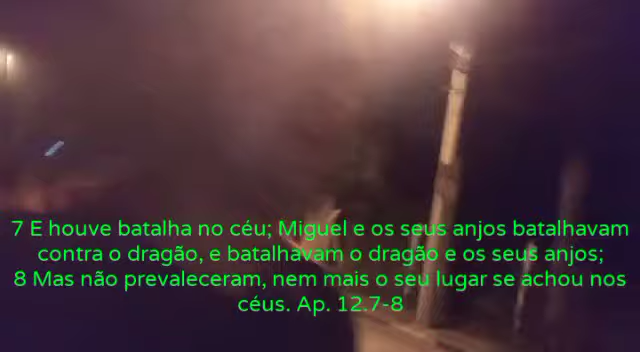 7 E houve batalha no céu; Miguel e os seus anjos batalhavam
contra o dragão, e batalhavam o dragão e os seus anjos;
8 Mas não prevaleceram, nem mais o seu lugar se achou nos
céus. Ap. 12.7-8